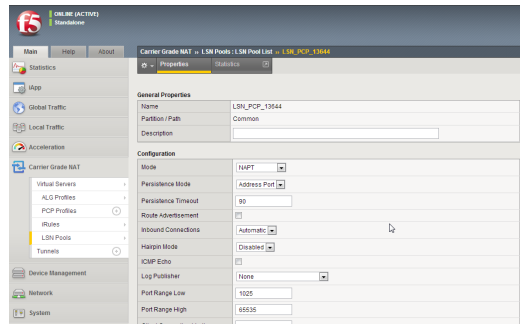 f5
ONLINE (ACTIVE)
Standalone
Main Help About
Carrier Grade NAT ›› LSN Pools : LSN Pool List ›› LSN_PCP_13644
Properties Statistics
Statistics
iApp
Global Traffic
Local Traffic
Acceleration
Carrier Grade NAT
Virtual Servers
ALG Profiles
PCP Profiles
iRules
LSN Pools
Tunnels
Device Management
Network
System
General Properties
Name LSN_PCP_13644
Partition / Path Common
Description
Configuration
Mode NAPT
Persistence Mode Address Port
Persistence Timeout 90
Route Advertisement
Inbound Connections Automatic
Hairpin Mode Disabled
ICMP Echo
Log Publisher None
Port Range Low 1025
Port Range High 65535